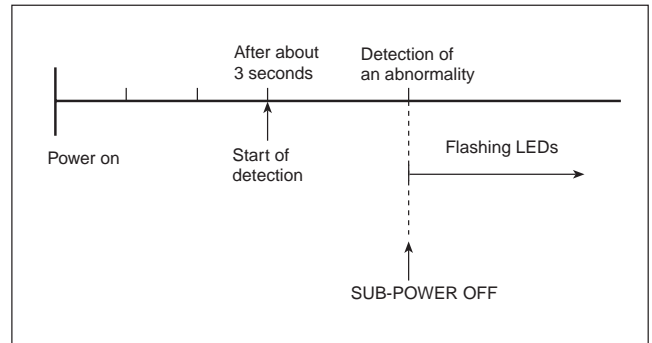 After about
3 seconds
Detection of
an abnormality
Power on
Start of
detection
Flashing LEDs
SUB-POWER OFF